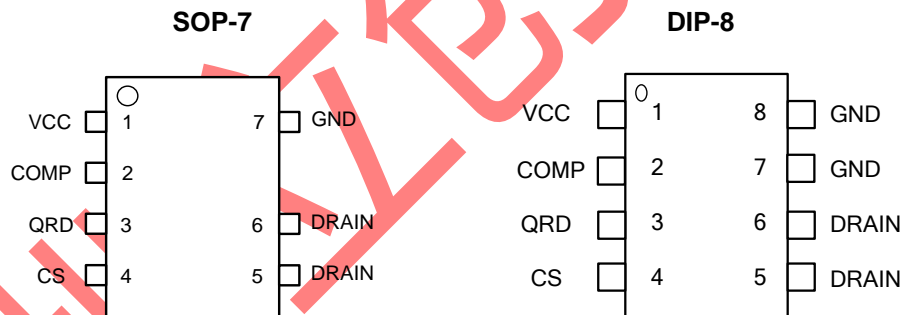 SOP-7 DIP-8
VCC 1 7 GND VCC 1 8 GND
COMP 2 COMP 2 7 GND
QRD 3 6 DRAIN QRD 3 6 DRAIN
CS 4 5 DRAIN CS 4 5 DRAIN